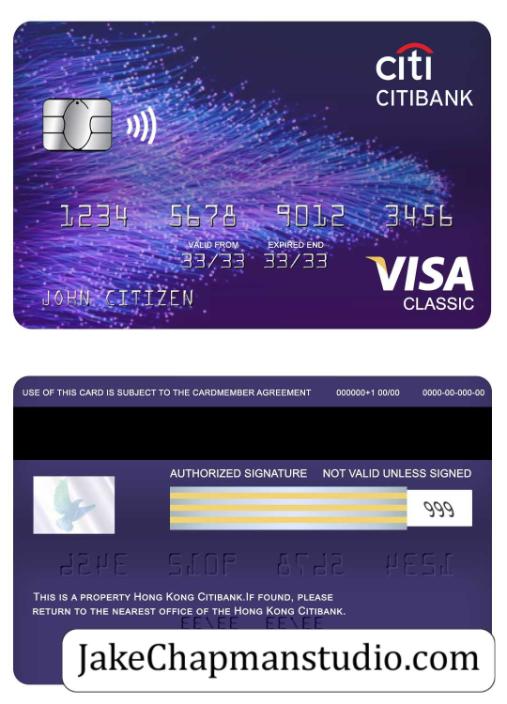 citi
CITIBANK
1234 5678 9012 3456
VALID FROM EXPIRED END
33/33 33/33
JOHN CITIZEN
VISA
CLASSIC
USE OF THIS CARD IS SUBJECT TO THE CARDMEMBER AGREEMENT 000000+1 00/00 0000-00-000-00
AUTHORIZED SIGNATURE NOT VALID UNLESS SIGNED
999
THIS IS A PROPERTY HONG KONG CITIBANK.IF FOUND, PLEASE
RETURN TO THE NEAREST OFFICE OF THE HONG KONG CITIBANK.
JakeChapmanstudio.com